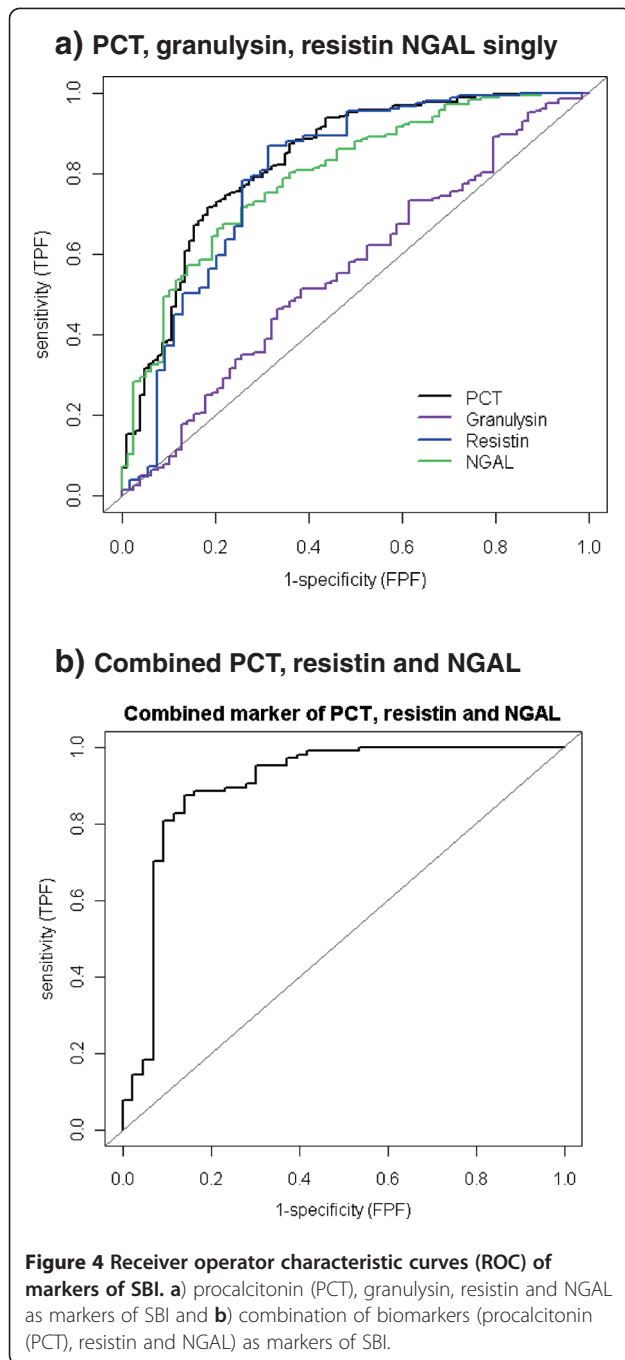 a) PCT, granulysin, resistin NGAL singly
sensitivity (TPF)
1.0
0.8
0.6
0.4
0.2
0.0
PCT
Granulysin
Resistin
NGAL
0.0 0.2 0.4 0.6 0.8 1.0
1-specificity (FPF)
b) Combined PCT, resistin and NGAL
Combined marker of PCT, resistin and NGAL
sensitivity (TPF)
1.0
0.8
0.6
0.4
0.2
0.0
0.0 0.2 0.4 0.6 0.8 1.0
1-specificity (FPF)
Figure 4 Receiver operator characteristic curves (ROC) of
markers of SBI. a) procalcitonin (PCT), granulysin, resistin and NGAL
as markers of SBI and b) combination of biomarkers (procalcitonin
(PCT), resistin and NGAL) as markers of SBI.